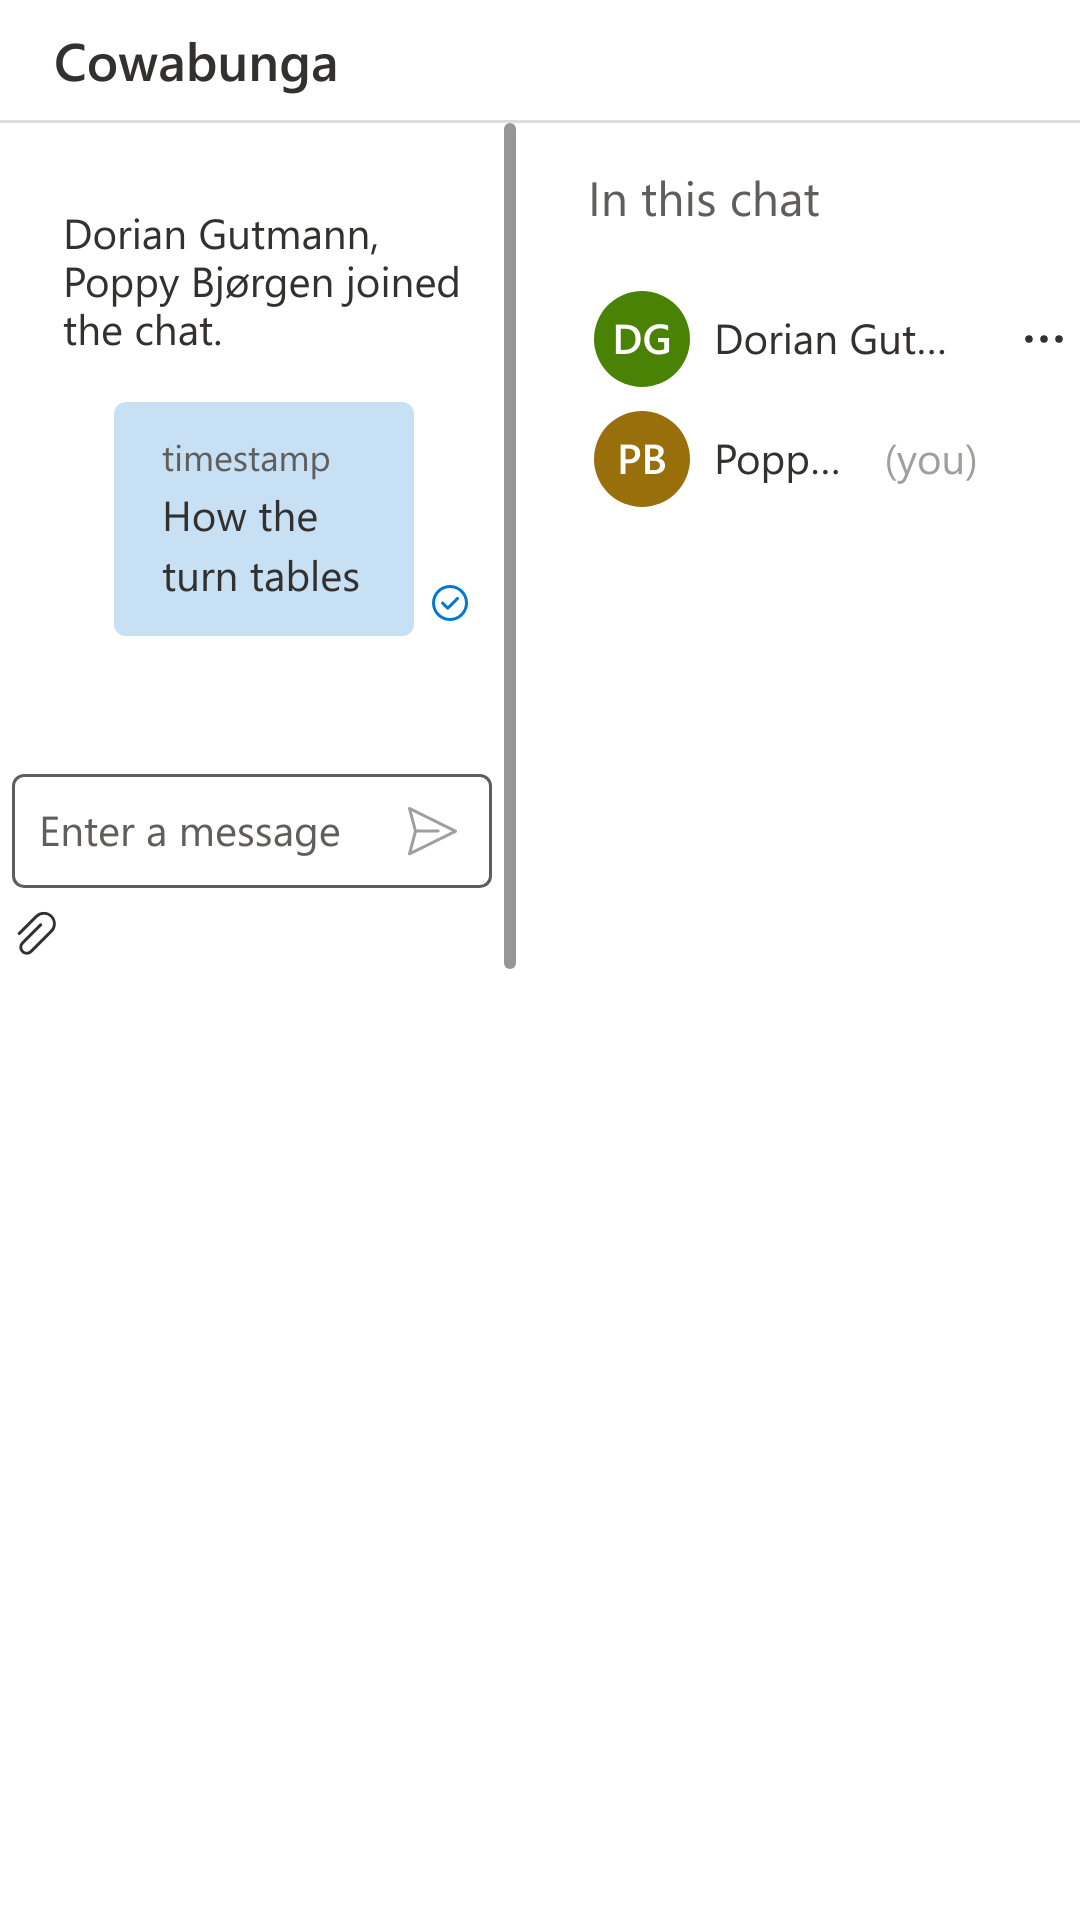 Cowabunga
Dorian Gutmann,
Poppy Bjørgen joined
the chat.
timestamp
How the
turn tables
Enter a message
In this chat
DG Dorian Gut...
PB Popp... (you)